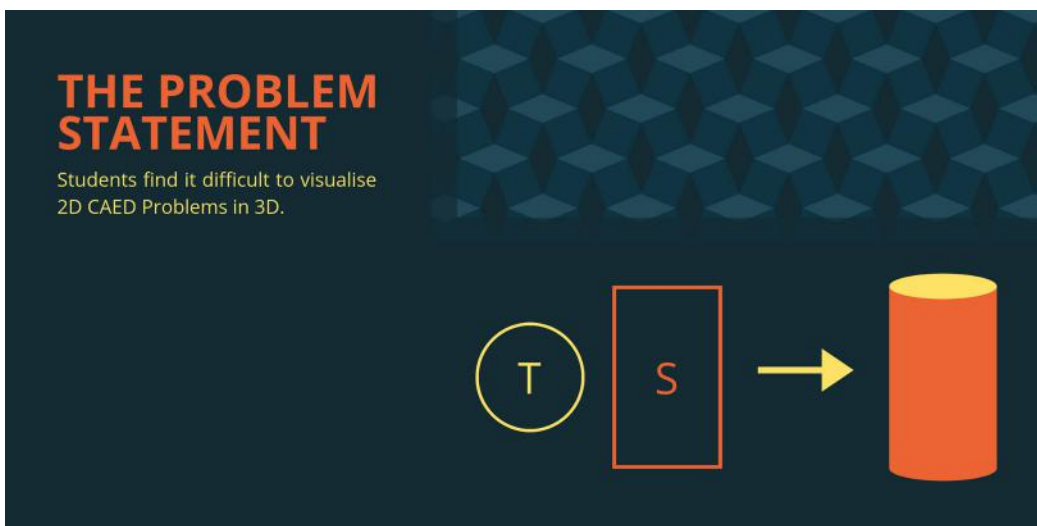 THE PROBLEM
STATEMENT
Students find it difficult to visualise
2D CAED Problems in 3D.
T
S